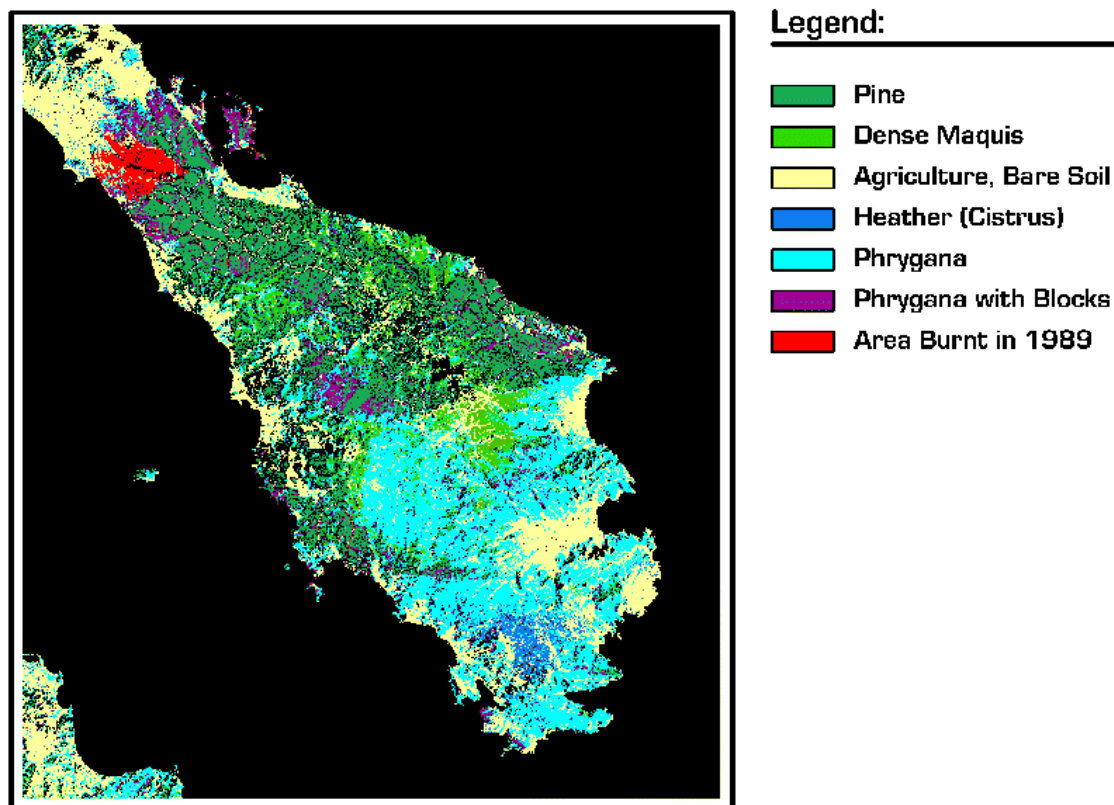 Legend:
Pine
Dense Maquis
Agriculture, Bare Soil
Heather (Cistrus)
Phrygana
Phrygana with Blocks
Area Burnt in 1989